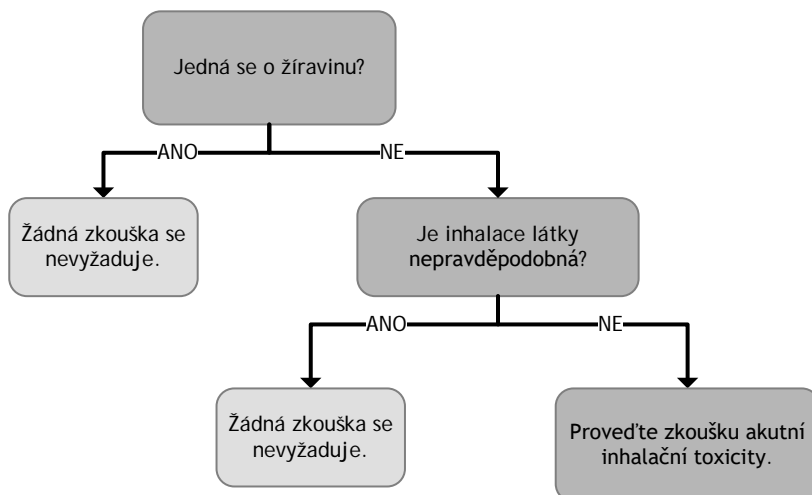 Jedná se o žíravinu?
ANO
NE
Žádná zkouška se
nevyžaduje.
Je inhalace látky
nepravděpodobná?
ANO
NE
Žádná zkouška se
nevyžaduje.
Proveďte zkoušku akutní
inhalační toxicity.